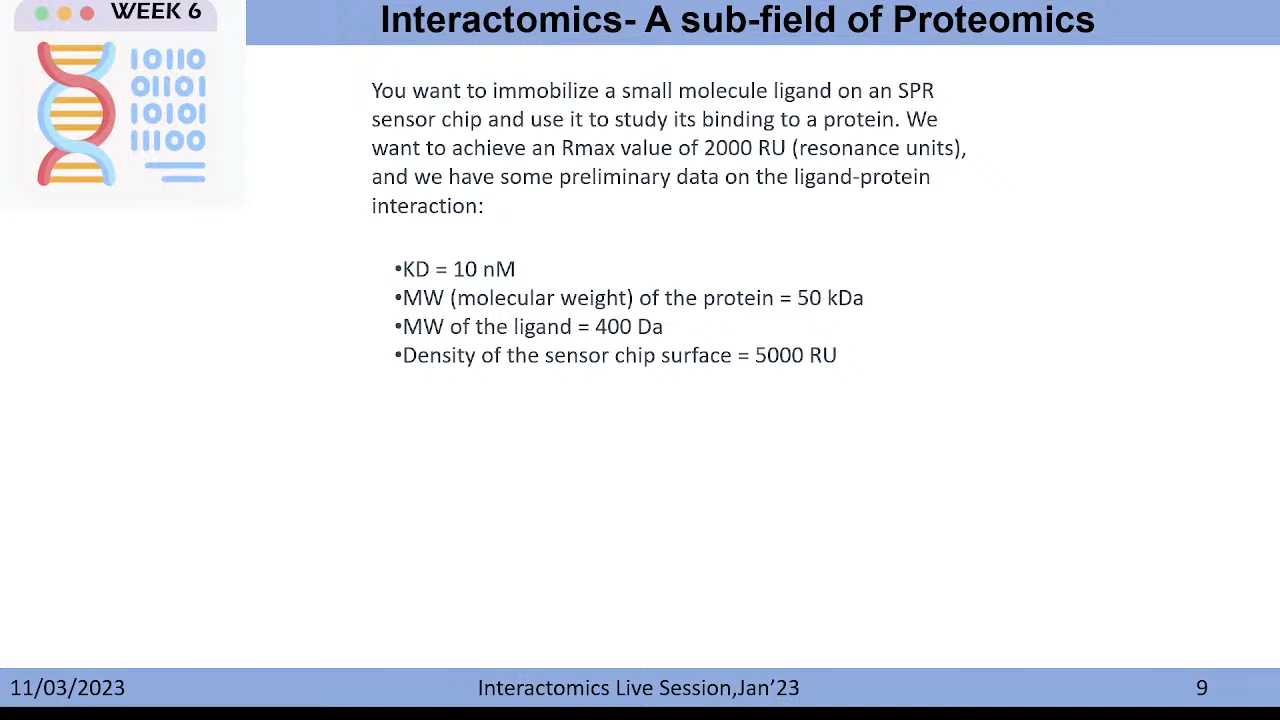 WEEK 6
Interactomics- A sub-field of Proteomics
10110
01101
10101
11100
You want to immobilize a small molecule ligand on an SPR
sensor chip and use it to study its binding to a protein. We
want to achieve an Rmax value of 2000 RU (resonance units),
and we have some preliminary data on the ligand-protein
interaction:
•KD = 10 nM
•MW (molecular weight) of the protein = 50 kDa
•MW of the ligand = 400 Da
•Density of the sensor chip surface = 5000 RU
11/03/2023
Interactomics Live Session,Jan’23
9